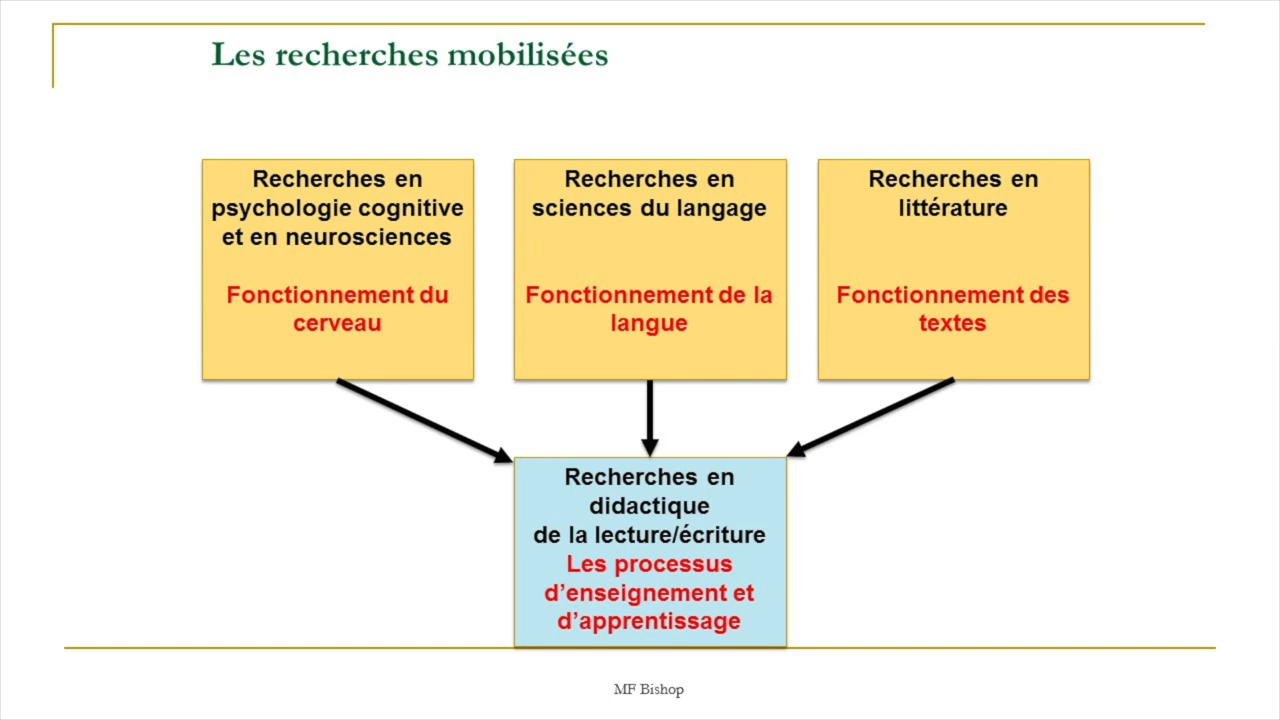 Les recherches mobilisées
Recherches en
psychologie cognitive
et en neurosciences
Fonctionnement du
cerveau
Recherches en
sciences du langage
Fonctionnement de la
langue
Recherches en
littérature
Fonctionnement des
textes
Recherches en
didactique
de la lecture/écriture
Les processus
d’enseignement et
d’apprentissage
MF Bishop